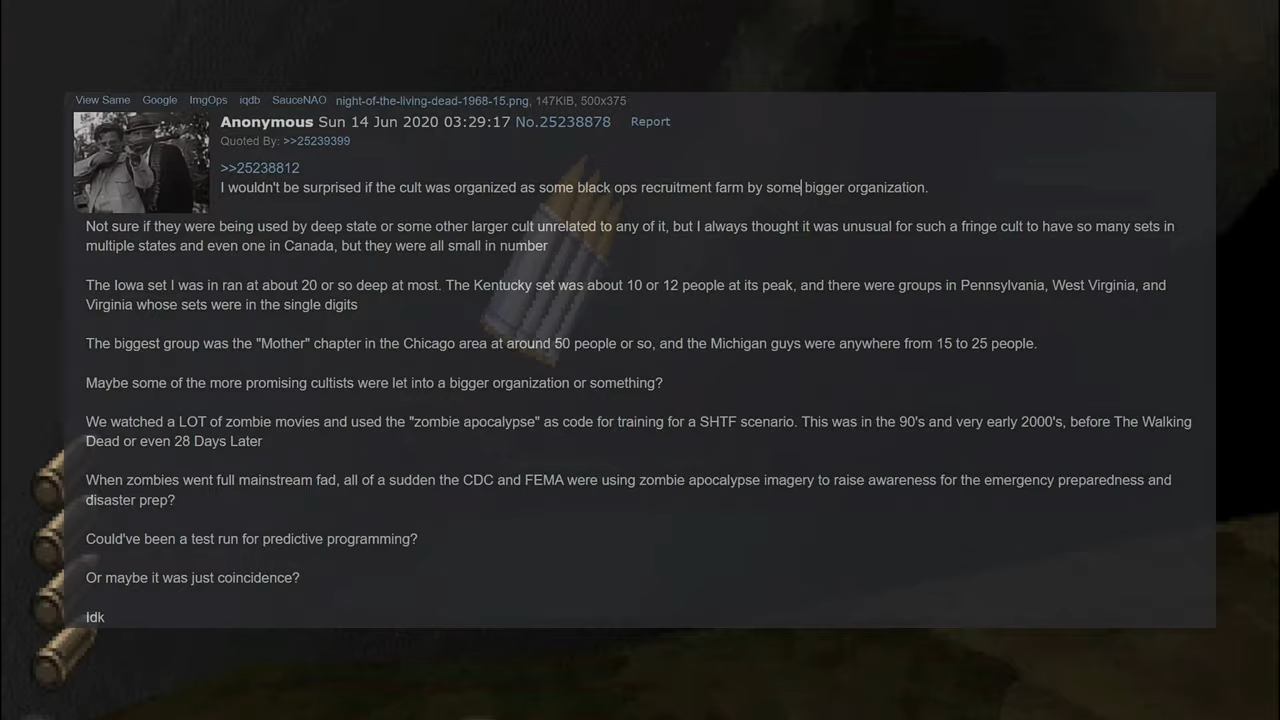 View Same Google ImgOps iqdb SauceNAO night-of-the-living-dead-1968-15.png, 147KIB, 500x375
Anonymous Sun 14 Jun 2020 03:29:17 No.25238878 Report
Quoted By: >>25239399
>>25238812
I wouldn't be surprised if the cult was organized as some black ops recruitment farm by some bigger organization.
Not sure if they were being used by deep state or some other larger cult unrelated to any of it, but I always thought it was unusual for such a fringe cult to have so many sets in
multiple states and even one in Canada, but they were all small in number
The Iowa set I was in ran at about 20 or so deep at most. The Kentucky set was about 10 or 12 people at its peak, and there were groups in Pennsylvania, West Virginia, and
Virginia whose sets were in the single digits
The biggest group was the "Mother" chapter in the Chicago area at around 50 people or so, and the Michigan guys were anywhere from 15 to 25 people.
Maybe some of the more promising cultists were let into a bigger organization or something?
We watched a LOT of zombie movies and used the "zombie apocalypse" as code for training for a SHTF scenario. This was in the 90's and very early 2000's, before The Walking
Dead or even 28 Days Later
When zombies went full mainstream fad, all of a sudden the CDC and FEMA were using zombie apocalypse imagery to raise awareness for the emergency preparedness and
disaster prep?
Could've been a test run for predictive programming?
Or maybe it was just coincidence?
Idk